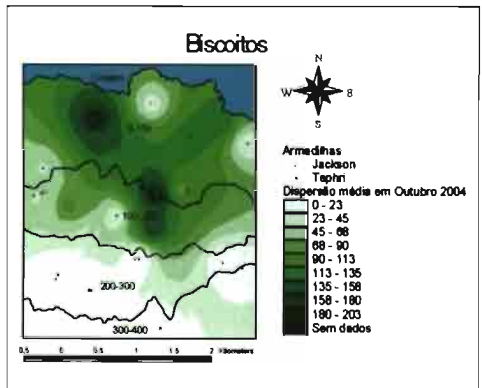 Biscoitos
N
W
S
Armadilhas
Jackson
Tephri
Dispersão média em Outubro 2004
0 - 23
23 - 45
45 - 68
68 - 90
90 - 113
113 - 135
135 - 158
158 - 180
180 - 203
Sem dados
200-300
300-400
0.5 0 0.5 1 1.5 2 Kilometers